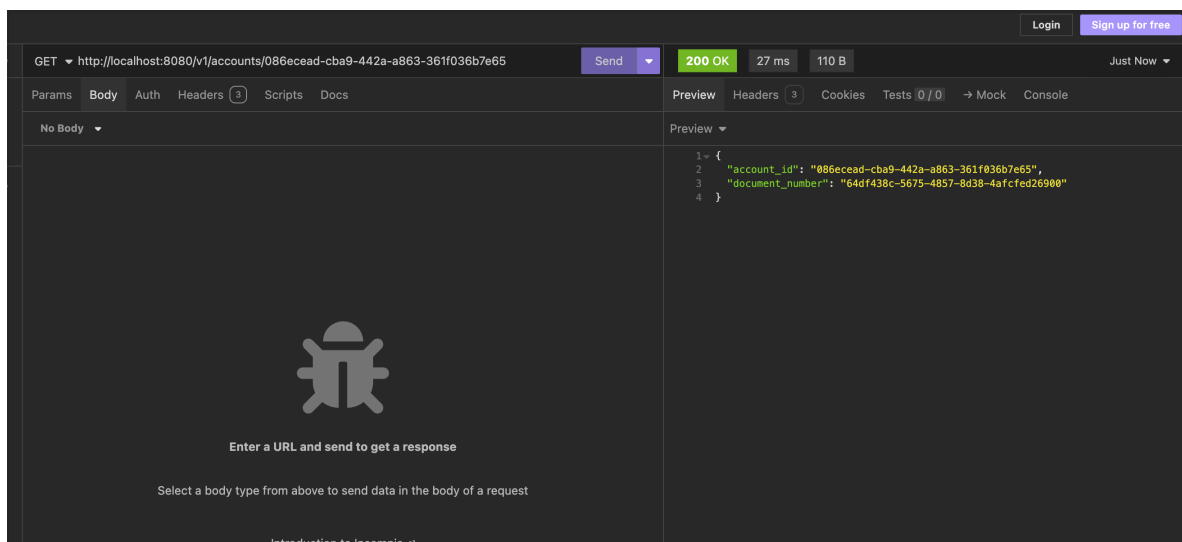 Login Sign up for free
GET http://localhost:8080/v1/accounts/086ecead-cba9-442a-a863-361f036b7e65 Send
200 OK 27 ms 110 B Just Now
Params Body Auth Headers 3 Scripts Docs
Preview Headers 3 Cookies Tests 0 / 0 → Mock Console
No Body
Preview
1 {
2 "account_id": "086ecead-cba9-442a-a863-361f036b7e65",
3 "document_number": "64df438c-5675-4857-8d38-4afcfed26900"
4 }
Enter a URL and send to get a response
Select a body type from above to send data in the body of a request
Introduction to Insomnia